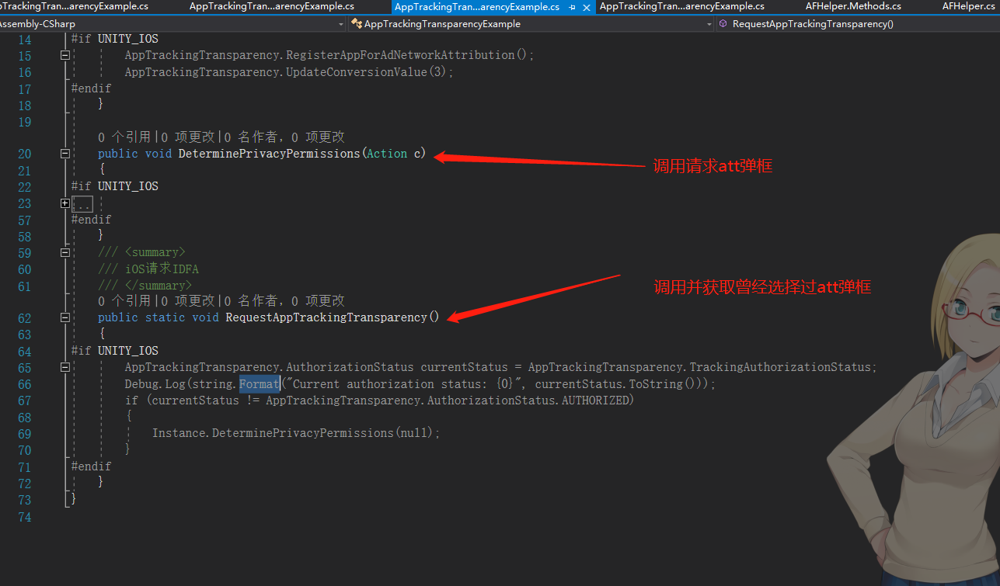 pTrackingTran...arencyExample.cs AppTrackingTran...arencyExample.cs AppTrackingTran...arencyExample.cs AppTrackingTran...arencyExample.cs AFHelper.Methods.cs AFHelper.cs
Assembly-CSharp AppTrackingTransparencyExample RequestAppTrackingTransparency()
14 #if UNITY_IOS
15 AppTrackingTransparency.RegisterAppForAdNetworkAttribution();
16 AppTrackingTransparency.UpdateConversionValue(3);
17 #endif
18 }
19
0 个引用|0 项更改|0 名作者，0 项更改
20 public void DeterminePrivacyPermissions(Action c) 调用请求att弹框
21 {
22 #if UNITY_IOS
23 ...
57 #endif
58 }
59 /// <summary>
60 /// iOS请求IDFA
61 /// </summary>
0 个引用|0 项更改|0 名作者，0 项更改
调用并获取曾经选择过att弹框
62 public static void RequestAppTrackingTransparency()
63 {
64 #if UNITY_IOS
65 AppTrackingTransparency.AuthorizationStatus currentStatus = AppTrackingTransparency.TrackingAuthorizationStatus;
66 Debug.Log(string.Format("Current authorization status: {0}", currentStatus.ToString()));
67 if (currentStatus != AppTrackingTransparency.AuthorizationStatus.AUTHORIZED)
68 {
69 Instance.DeterminePrivacyPermissions(null);
70 }
71 #endif
72 }
73 }
74